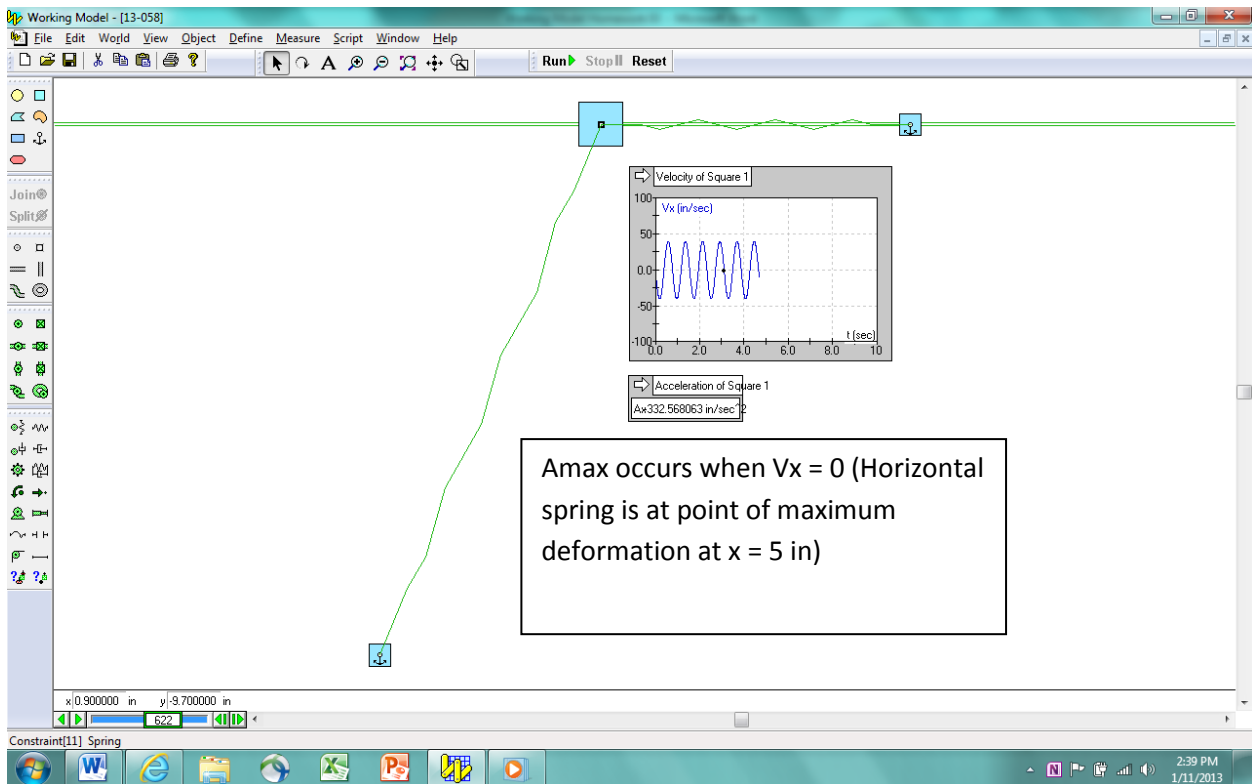 Working Model - [13-058]
File Edit World View Object Define Measure Script Window Help
A Run Stop Reset
Join
Split
Velocity of Square 1
Vx (in/sec)
100
50
0.0
-50
-100
t (sec)
0.0 2.0 4.0 6.0 8.0 10
Acceleration of Square 1
Ax332.568063 in/sec^2
Amax occurs when Vx = 0 (Horizontal
spring is at point of maximum
deformation at x = 5 in)
x 0.900000 in y -9.700000 in
622
Constraint[11] Spring
2:39 PM
1/11/2013